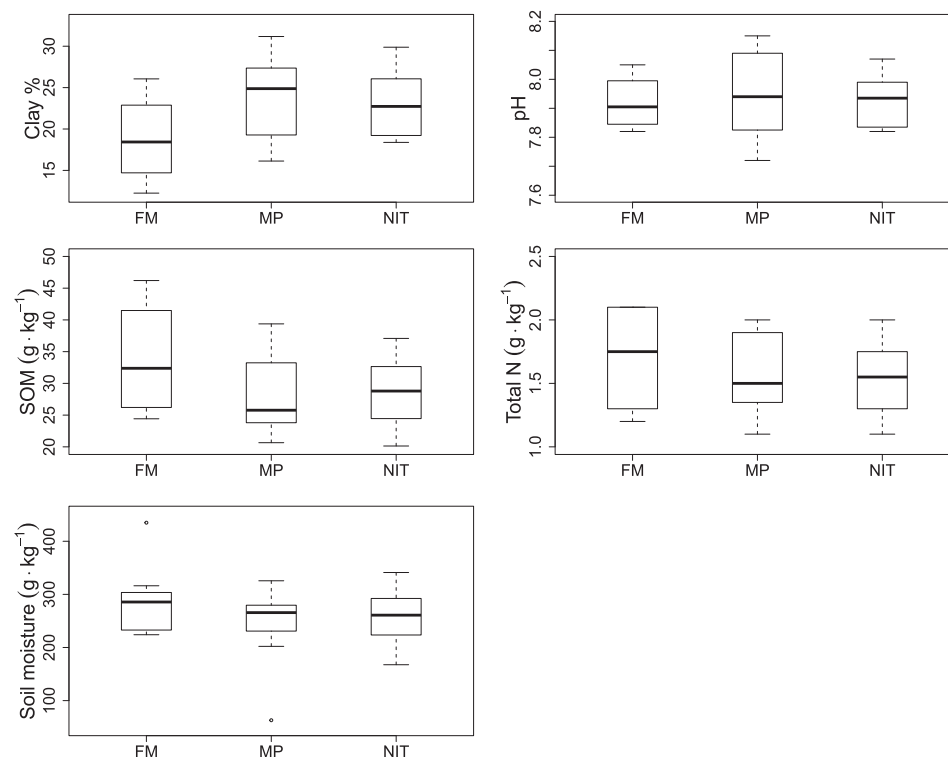 Clay %
30
25
20
15
FM MP NIT
pH
8.2
8.0
7.8
7.6
FM MP NIT
SOM (g · kg⁻¹)
50
45
40
35
30
25
20
FM MP NIT
Total N (g · kg⁻¹)
2.5
2.0
1.5
1.0
FM MP NIT
Soil moisture (g · kg⁻¹)
400
300
200
100
FM MP NIT